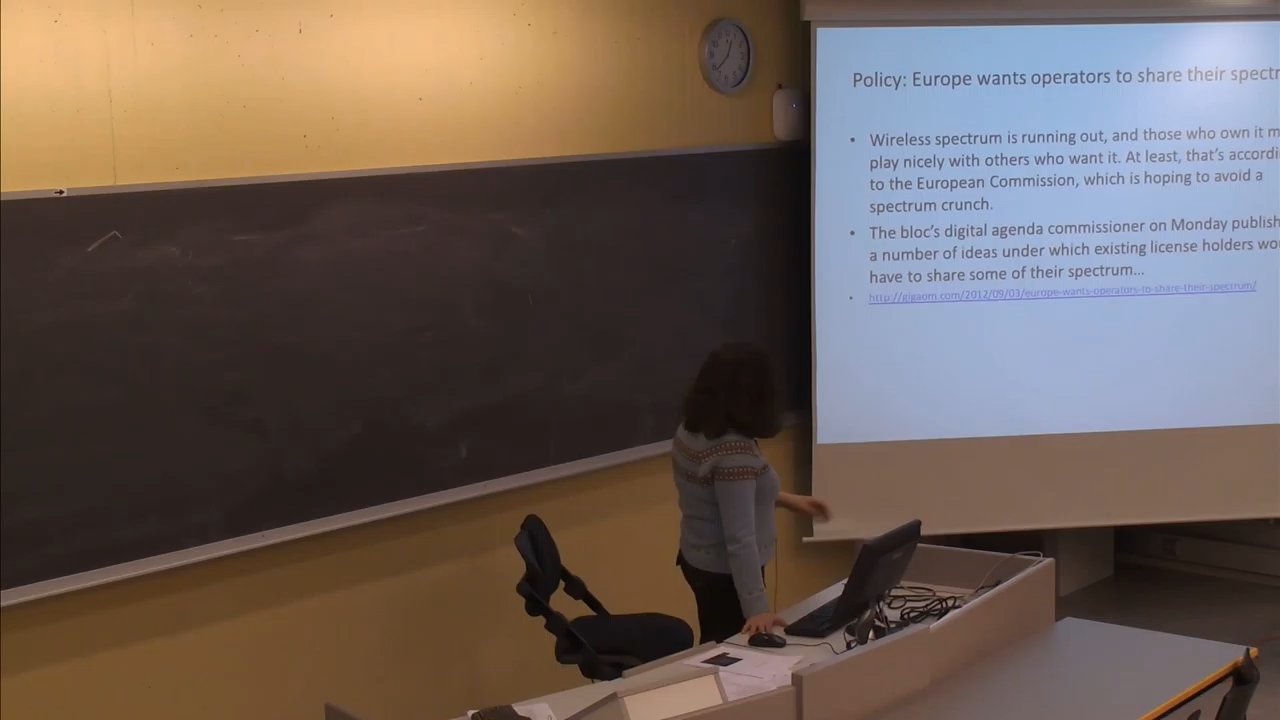 Policy: Europe wants operators to share their spectr
• Wireless spectrum is running out, and those who own it m
play nicely with others who want it. At least, that's accordi
to the European Commission, which is hoping to avoid a
spectrum crunch.
• The bloc's digital agenda commissioner on Monday publish
a number of ideas under which existing license holders wo
have to share some of their spectrum…
• http://gigaom.com/2012/09/03/europe-wants-operators-to-share-their-spectrum/